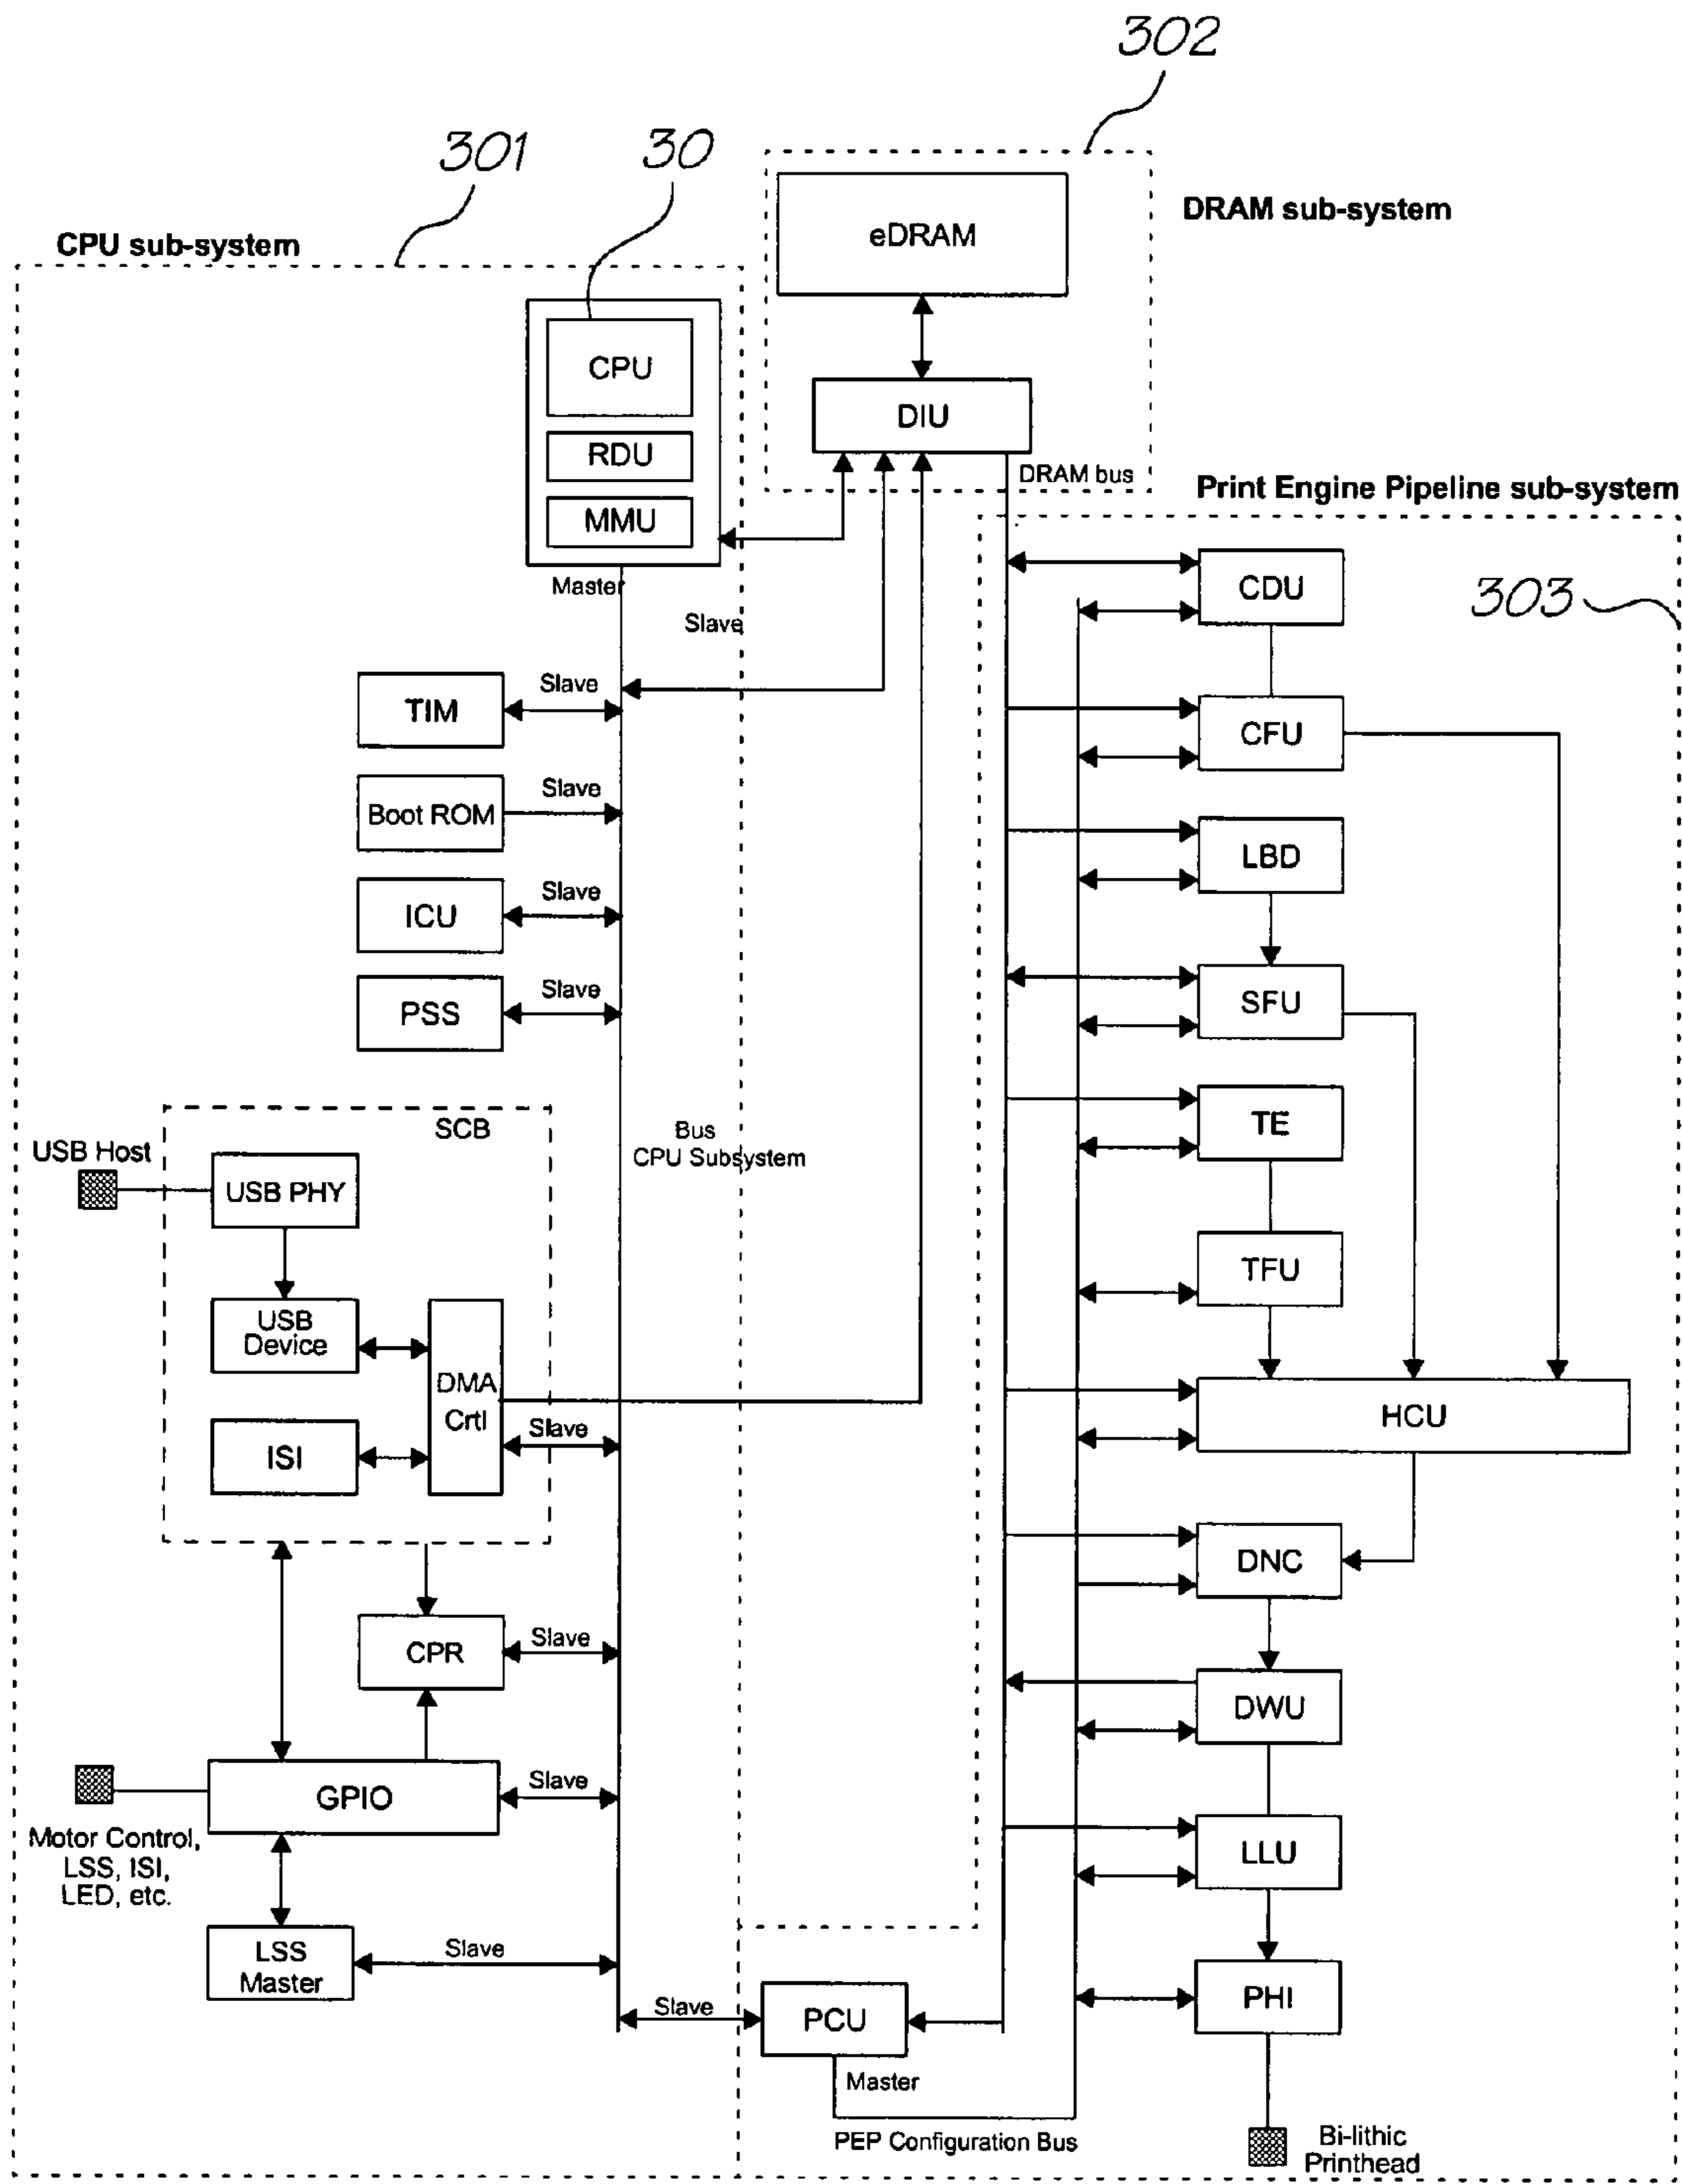 302
301
30
DRAM sub-system
CPU sub-system
eDRAM
CPU
RDU
MMU
DIU
DRAM bus
Print Engine Pipeline sub-system
303
Master
Slave
TIM
Slave
Boot ROM
Slave
ICU
Slave
PSS
Slave
Bus
CPU Subsystem
SCB
USB Host
USB PHY
USB
Device
DMA
Crtl
Slave
ISI
CPR
Slave
GPIO
Slave
Motor Control,
LSS, ISI,
LED, etc.
LSS
Master
Slave
Slave
PCU
Master
PEP Configuration Bus
CDU
CFU
LBD
SFU
TE
TFU
HCU
DNC
DWU
LLU
PHI
Bi-lithic
Printhead